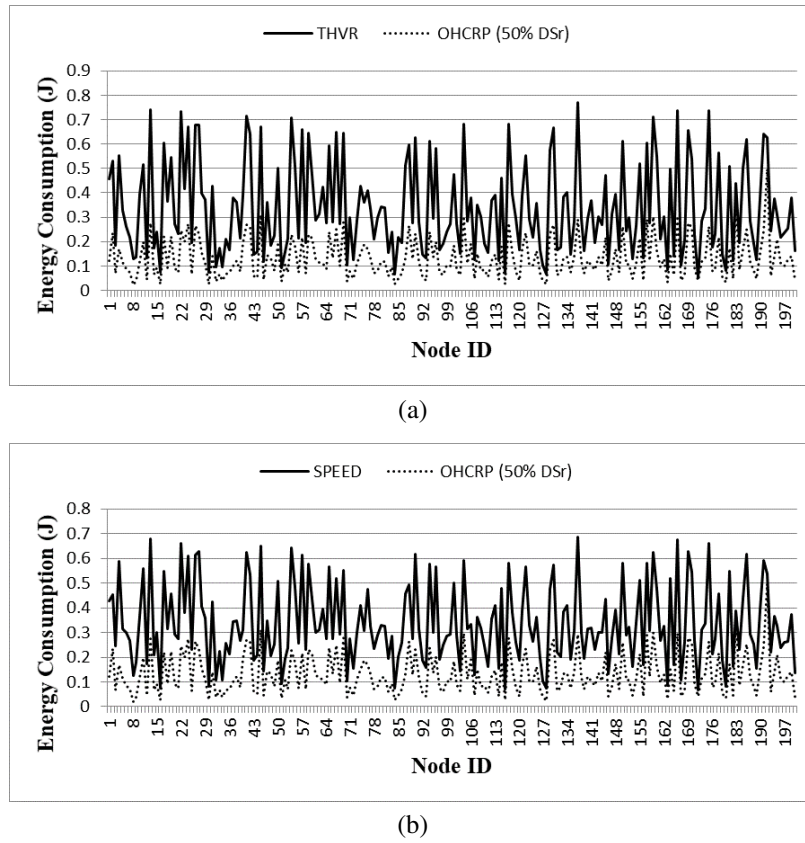 THVR OHCRP (50% DSr)
Energy Consumption (J)
0.9
0.8
0.7
0.6
0.5
0.4
0.3
0.2
0.1
0
1 8 15 22 29 36 43 50 57 64 71 78 85 92 99 106 113 120 127 134 141 148 155 162 169 176 183 190 197
Node ID
(a)
SPEED OHCRP (50% DSr)
Energy Consumption (J)
0.8
0.7
0.6
0.5
0.4
0.3
0.2
0.1
0
1 8 15 22 29 36 43 50 57 64 71 78 85 92 99 106 113 120 127 134 141 148 155 162 169 176 183 190 197
Node ID
(b)